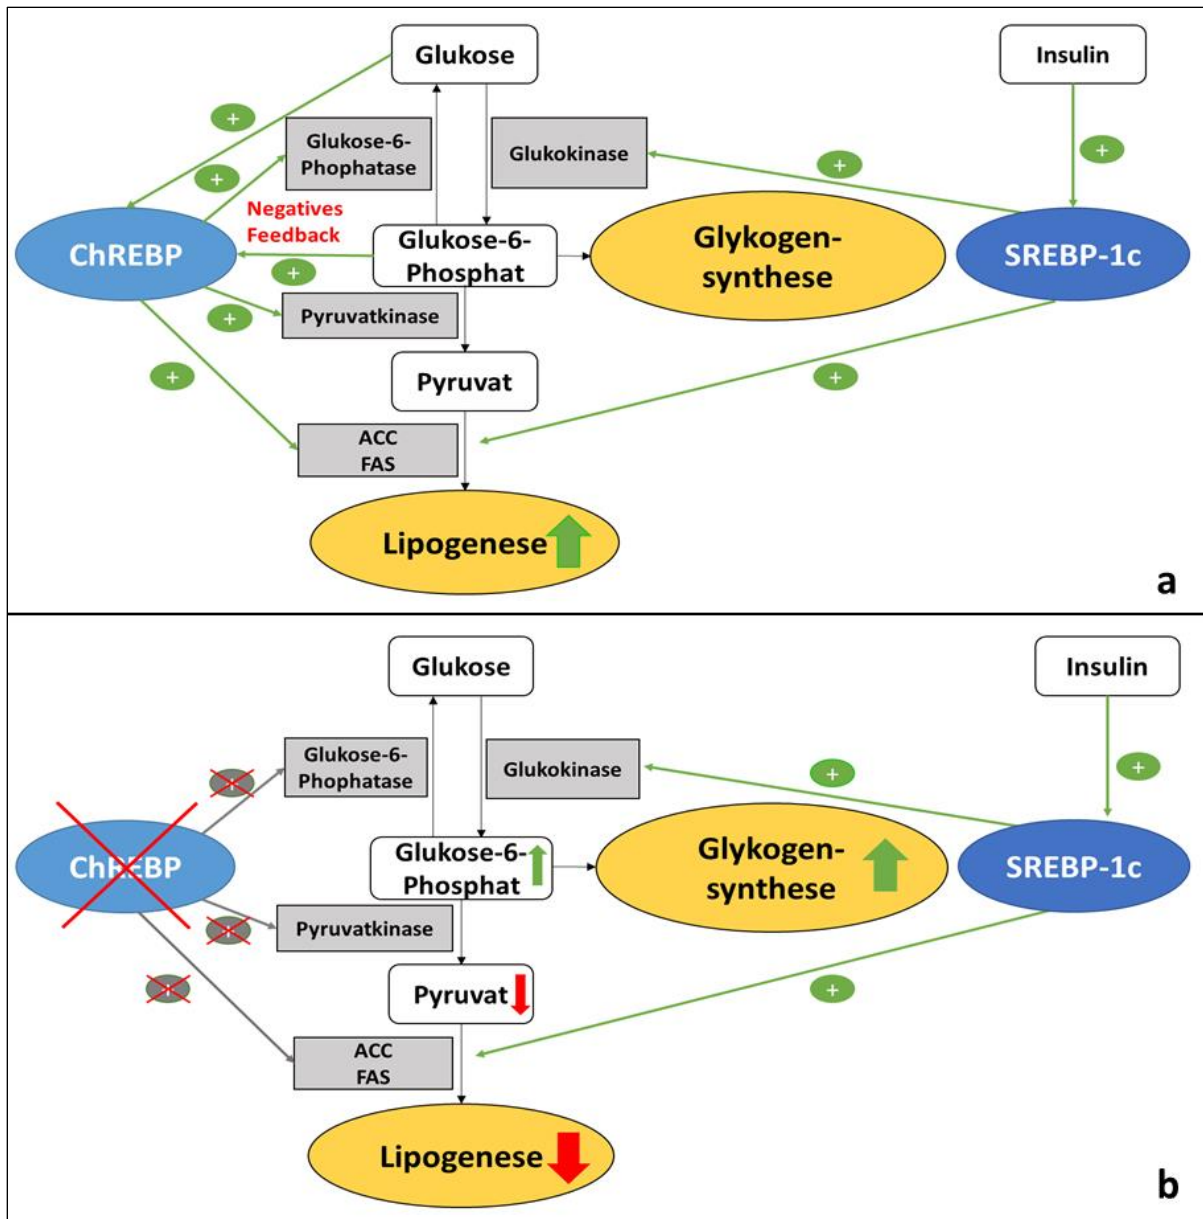 Glukose
Insulin
+
Glukose-6-
Phophatase
Glukokinase
+
+
+
Negatives
Feedback
ChREBP
Glukose-6-
Phosphat
Glykogen-
synthese
SREBP-1c
+
Pyruvatkinase
+
Pyruvat
+
+
ACC
FAS
Lipogenese
a
Glukose
Insulin
Glukose-6-
Phophatase
Glukokinase
+
+
+
ChREBP
Glukose-6-
Phosphat
Glykogen-
synthese
SREBP-1c
Pyruvatkinase
+
Pyruvat
+
+
ACC
FAS
Lipogenese
b